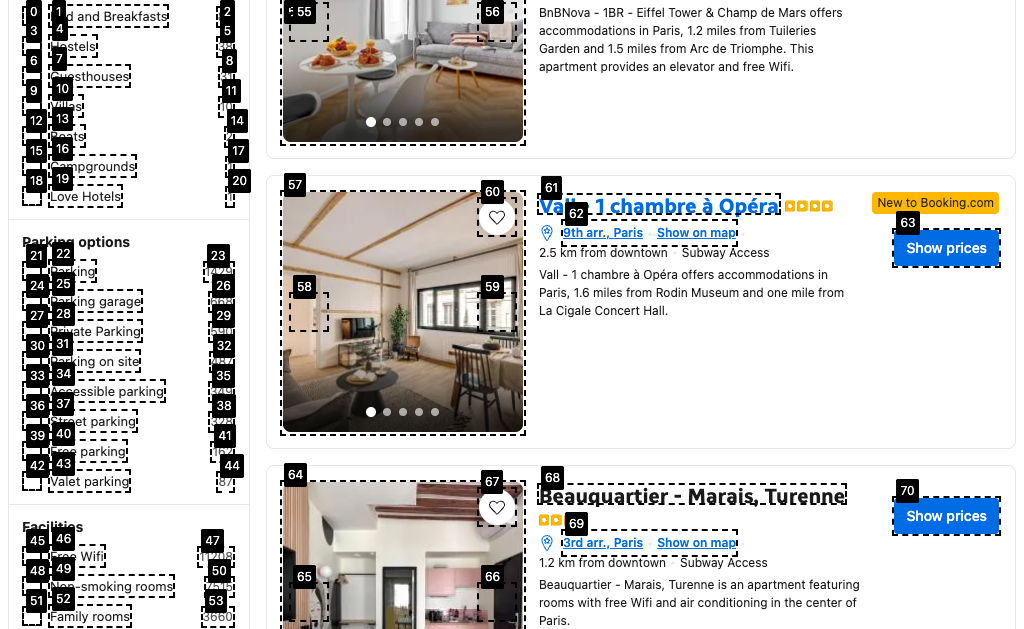 0
1
2
and Breakfasts
3
4
5
Hostels
6
7
8
Guesthouses
9
10
11
Villas
12
13
14
Boats
15
16
17
Campgrounds
18
19
20
Love Hotels
Parking options
21
22
23
Parking
1429
24
25
26
Parking garage
668
27
28
29
Private Parking
590
30
31
32
Parking on site
487
33
34
35
Accessible parking
349
36
37
38
Street parking
328
39
40
41
Free parking
162
42
43
44
Valet parking
87
Facilities
45
46
47
Free Wifi
11208
48
49
50
Non-smoking rooms
7515
51
52
53
Family rooms
3660
55
56
BnBNova - 1BR - Eiffel Tower & Champ de Mars offers
accommodations in Paris, 1.2 miles from Tuileries
Garden and 1.5 miles from Arc de Triomphe. This
apartment provides an elevator and free Wifi.
57
58
59
60
61
Vall - 1 chambre à Opéra
62
9th arr., Paris Show on map
2.5 km from downtown · Subway Access
Vall - 1 chambre à Opéra offers accommodations in
Paris, 1.6 miles from Rodin Museum and one mile from
La Cigale Concert Hall.
New to Booking.com
63
Show prices
64
65
66
67
68
Beauquartier - Marais, Turenne
69
3rd arr., Paris Show on map
1.2 km from downtown · Subway Access
Beauquartier - Marais, Turenne is an apartment featuring
rooms with free Wifi and air conditioning in the center of
Paris.
70
Show prices